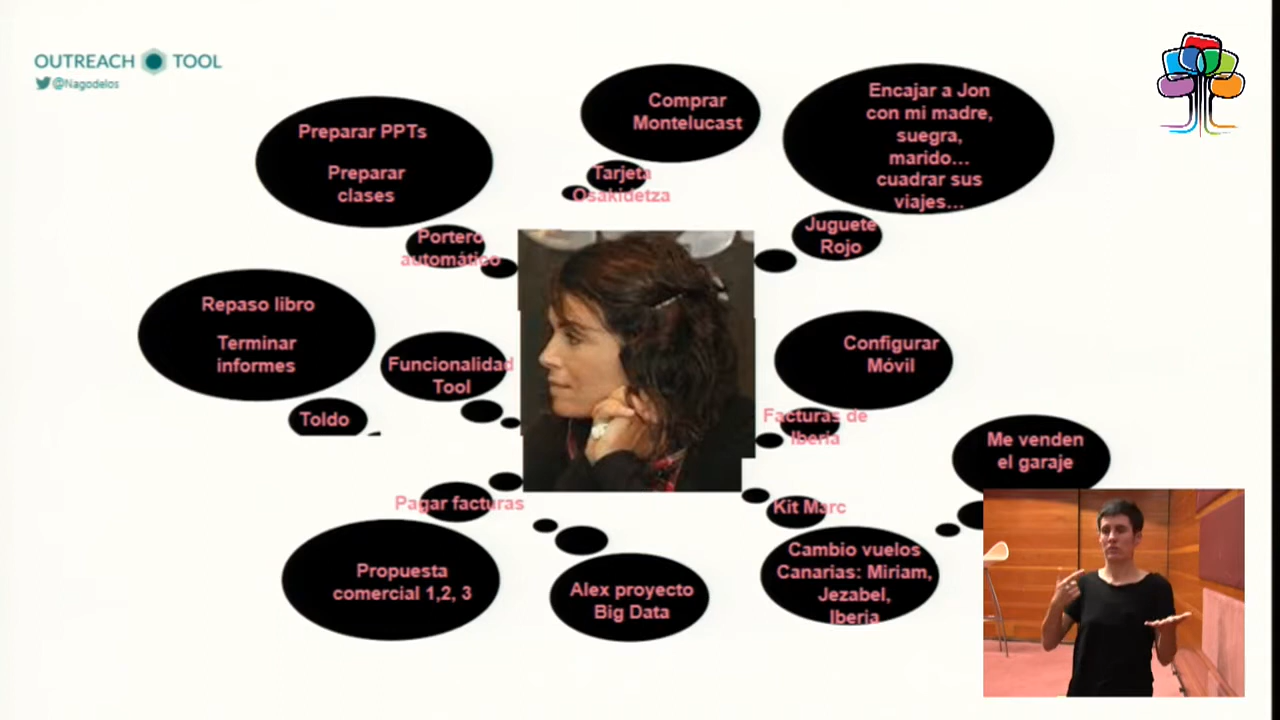 OUTREACH TOOL
@Nagodelos
Preparar PPTs
Preparar
clases
Comprar
Montelucast
Encajar a Jon
con mi madre,
suegra,
marido...
cuadrar sus
viajes...
Tarjeta
Osakidetza
Portero
automático
Juguete
Rojo
Repaso libro
Terminar
informes
Funcionalidad
Tool
Configurar
Móvil
Toldo
Facturas de
Iberia
Me venden
el garaje
Pagar facturas
Kit Marc
Propuesta
comercial 1,2, 3
Alex proyecto
Big Data
Cambio vuelos
Canarias: Miriam,
Jezabel,
Iberia